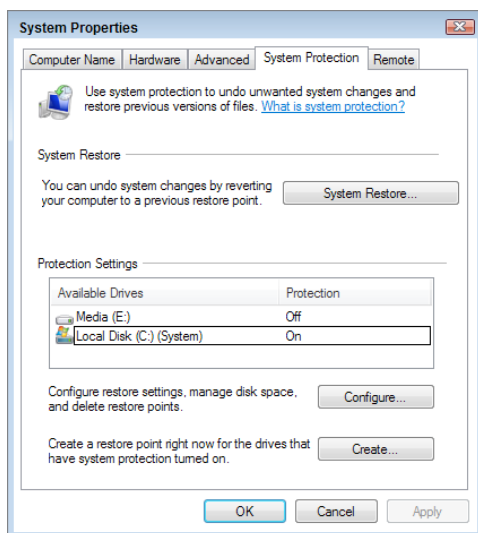 System Properties
Computer Name Hardware Advanced System Protection Remote
Use system protection to undo unwanted system changes and
restore previous versions of files. What is system protection?
System Restore
You can undo system changes by reverting
your computer to a previous restore point.
System Restore...
Protection Settings
Available Drives Protection
Media (E:) Off
Local Disk (C:) (System) On
Configure restore settings, manage disk space,
and delete restore points.
Configure...
Create a restore point right now for the drives that
have system protection turned on.
Create...
OK Cancel Apply